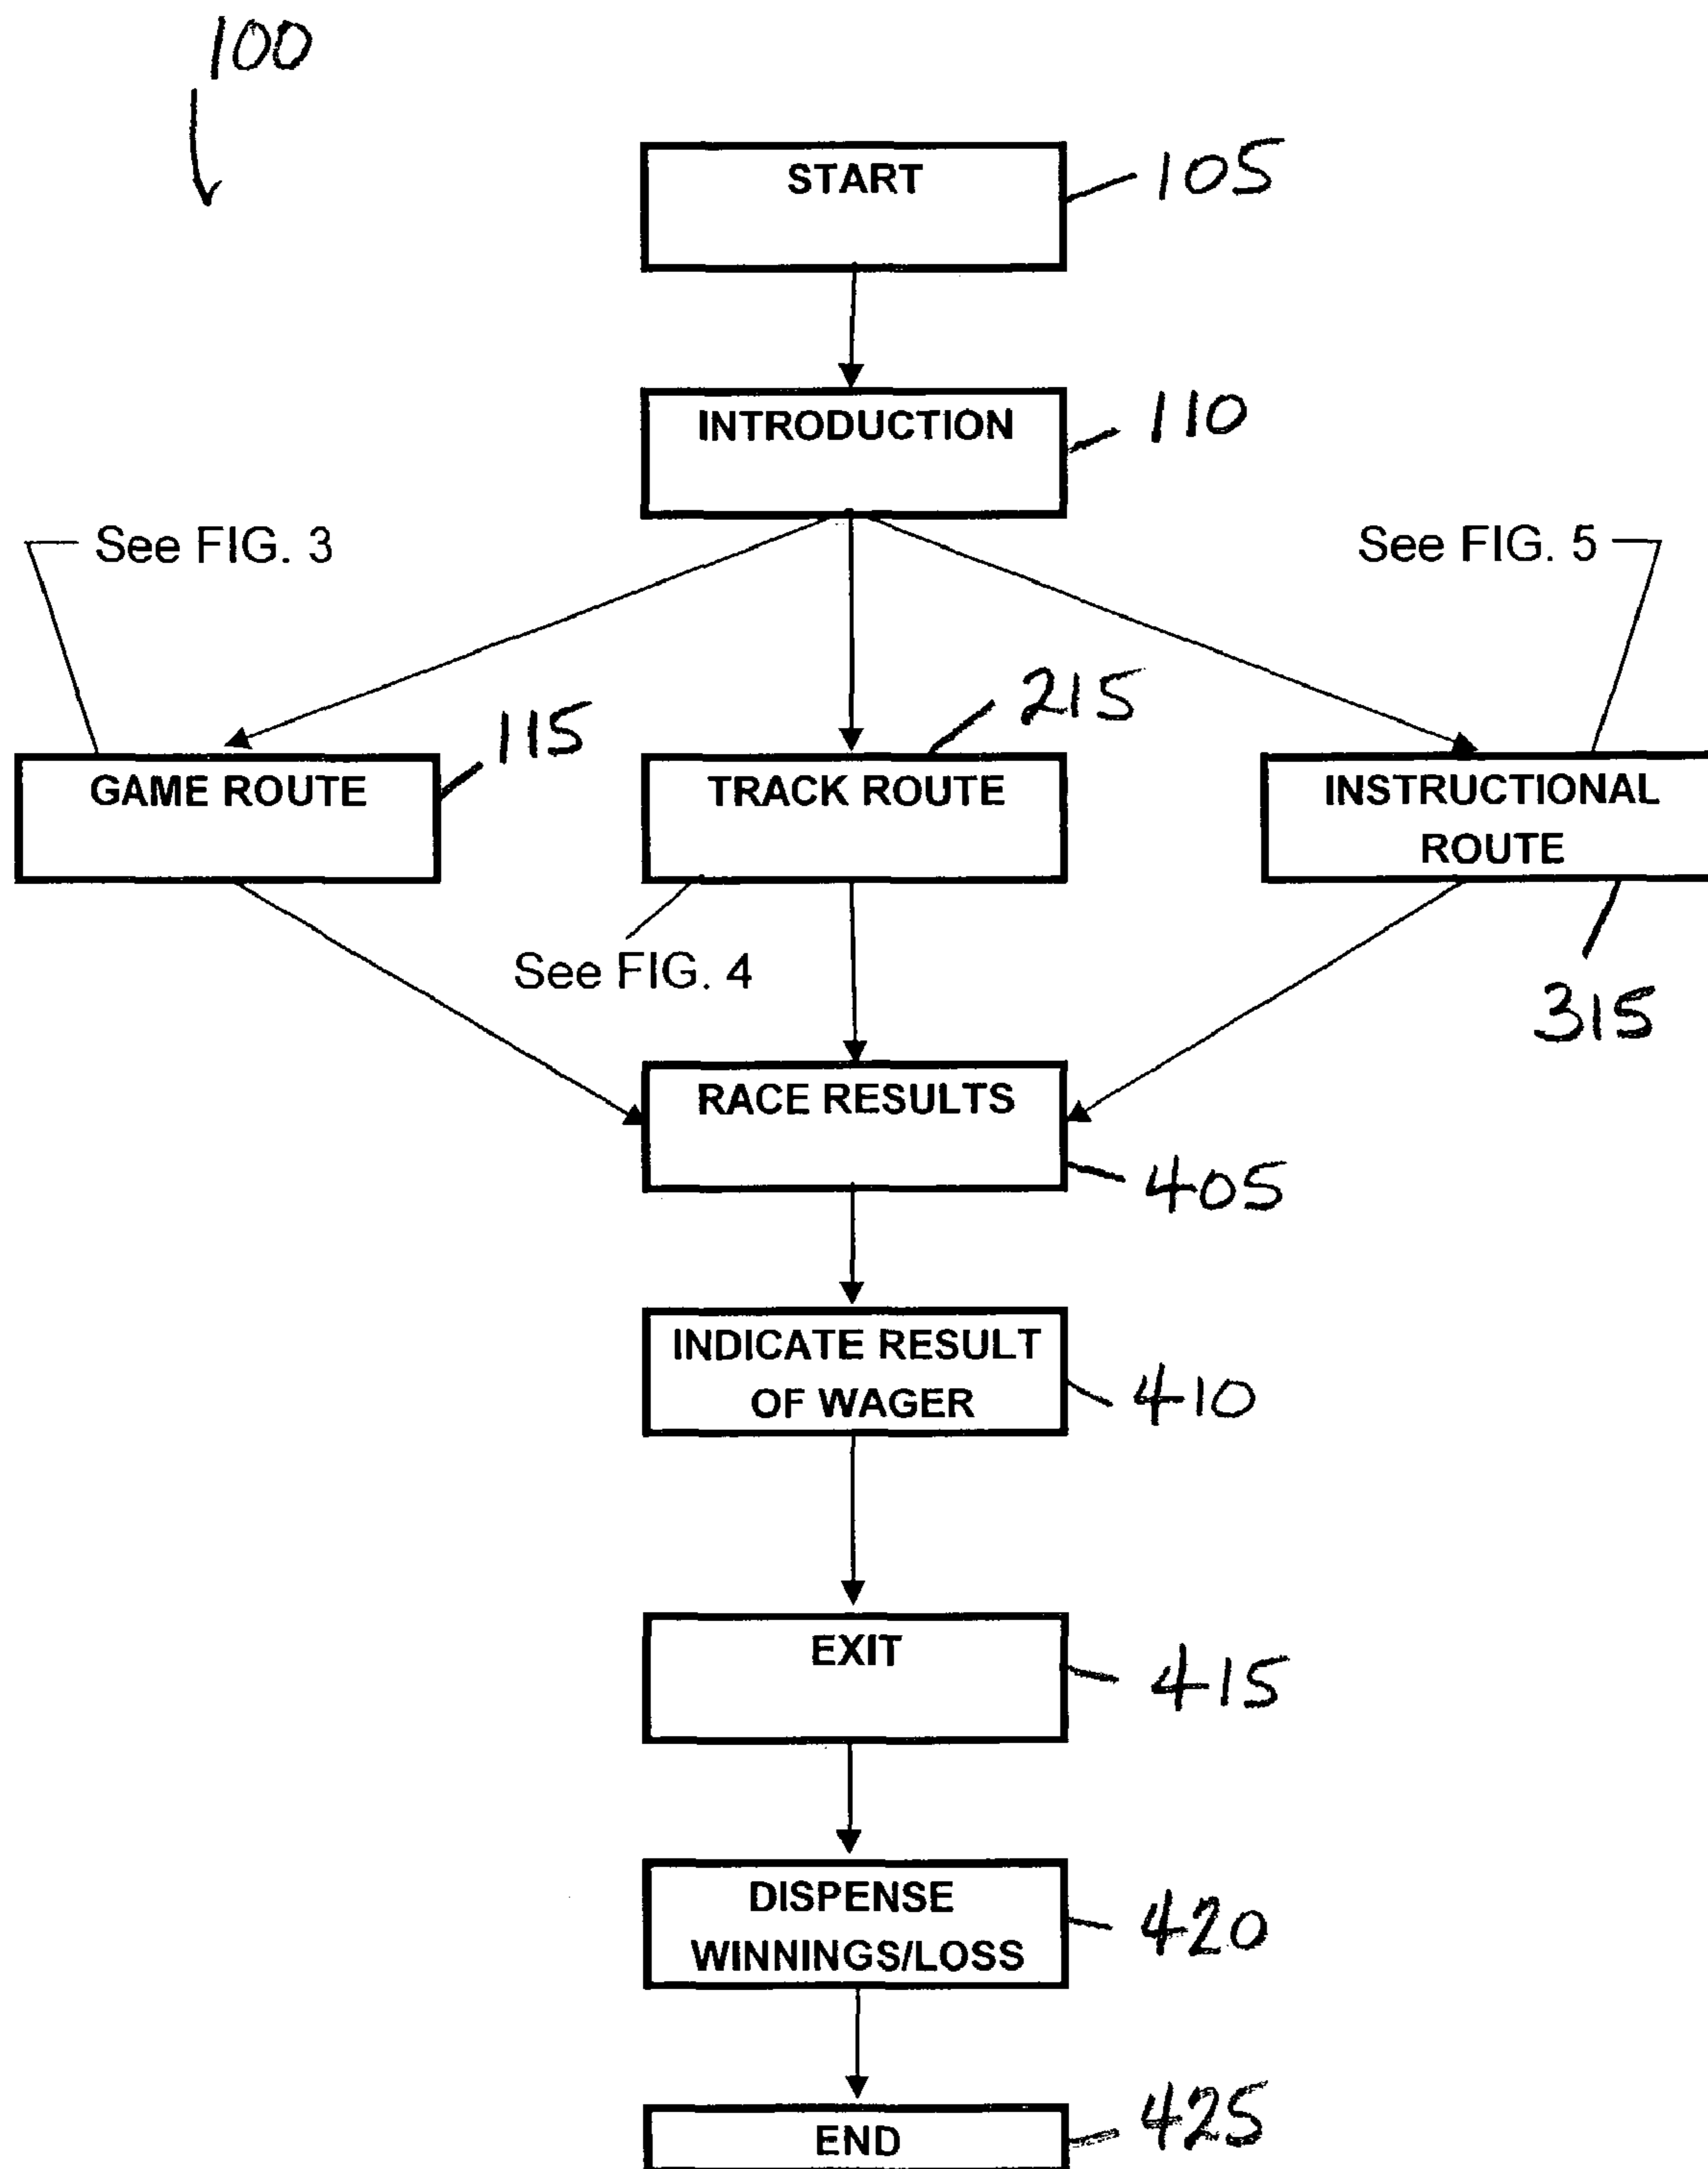 100
START
105
INTRODUCTION
110
See FIG. 3
See FIG. 5
115
215
GAME ROUTE
TRACK ROUTE
INSTRUCTIONAL
ROUTE
See FIG. 4
315
RACE RESULTS
405
INDICATE RESULT
OF WAGER
410
EXIT
415
DISPENSE
WINNINGS/LOSS
420
END
425